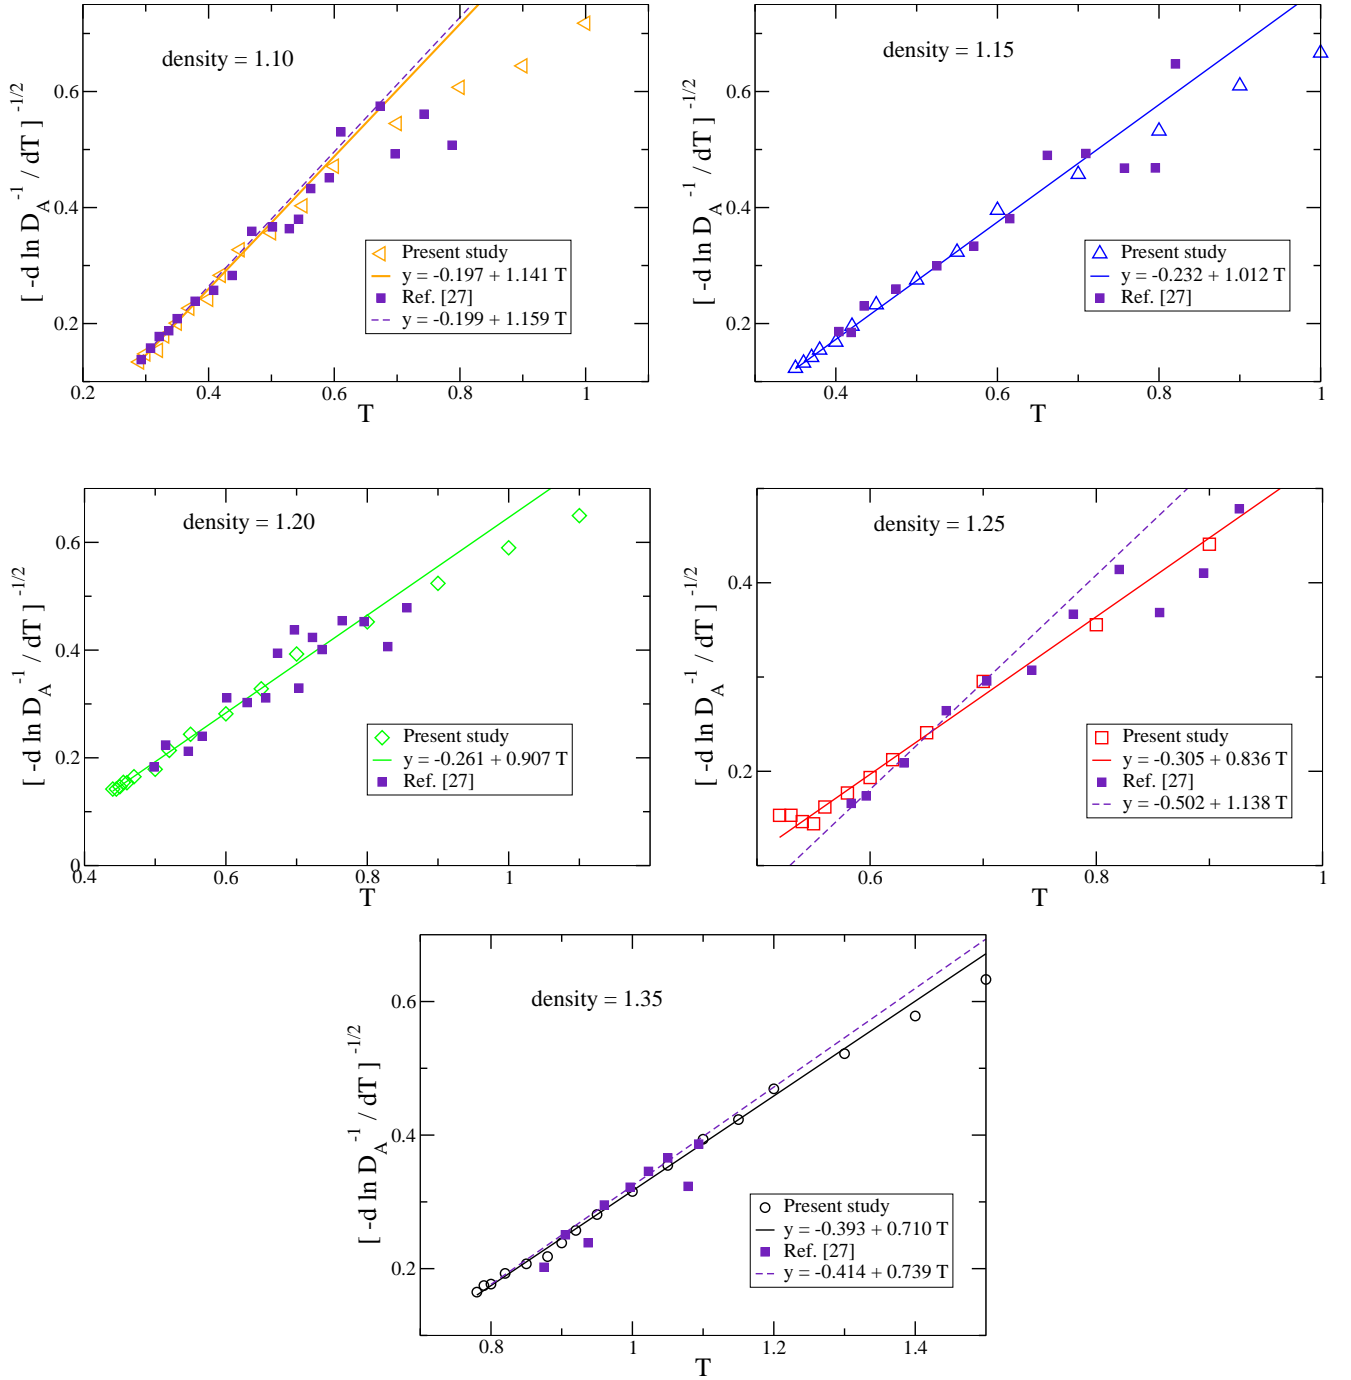 density = 1.10
[ -d ln D_A^-1 / dT ]^-1/2
0.6
0.4
0.2
0.2 0.4 0.6 0.8 1
T
Present study
y = -0.197 + 1.141 T
Ref. [27]
y = -0.199 + 1.159 T
density = 1.15
[ -d ln D_A^-1 / dT ]^-1/2
0.6
0.4
0.2
0.4 0.6 0.8 1
T
Present study
y = -0.232 + 1.012 T
Ref. [27]
density = 1.20
[ -d ln D_A^-1 / dT ]^-1/2
0.6
0.4
0.2
0
0.4 0.6 0.8 1
T
Present study
y = -0.261 + 0.907 T
Ref. [27]
density = 1.25
[ -d ln D_A^-1 / dT ]^-1/2
0.4
0.2
0.6 0.8 1
T
Present study
y = -0.305 + 0.836 T
Ref. [27]
y = -0.502 + 1.138 T
density = 1.35
[ -d ln D_A^-1 / dT ]^-1/2
0.6
0.4
0.2
0.8 1 1.2 1.4
T
Present study
y = -0.393 + 0.710 T
Ref. [27]
y = -0.414 + 0.739 T